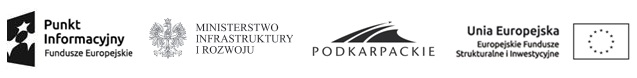 Punkt
Informacyjny
Fundusze Europejskie
MINISTERSTWO
INFRASTRUKTURY
I ROZWOJU
PODKARPACKIE
Unia Europejska
Europejskie Fundusze
Strukturalne i Inwestycyjne